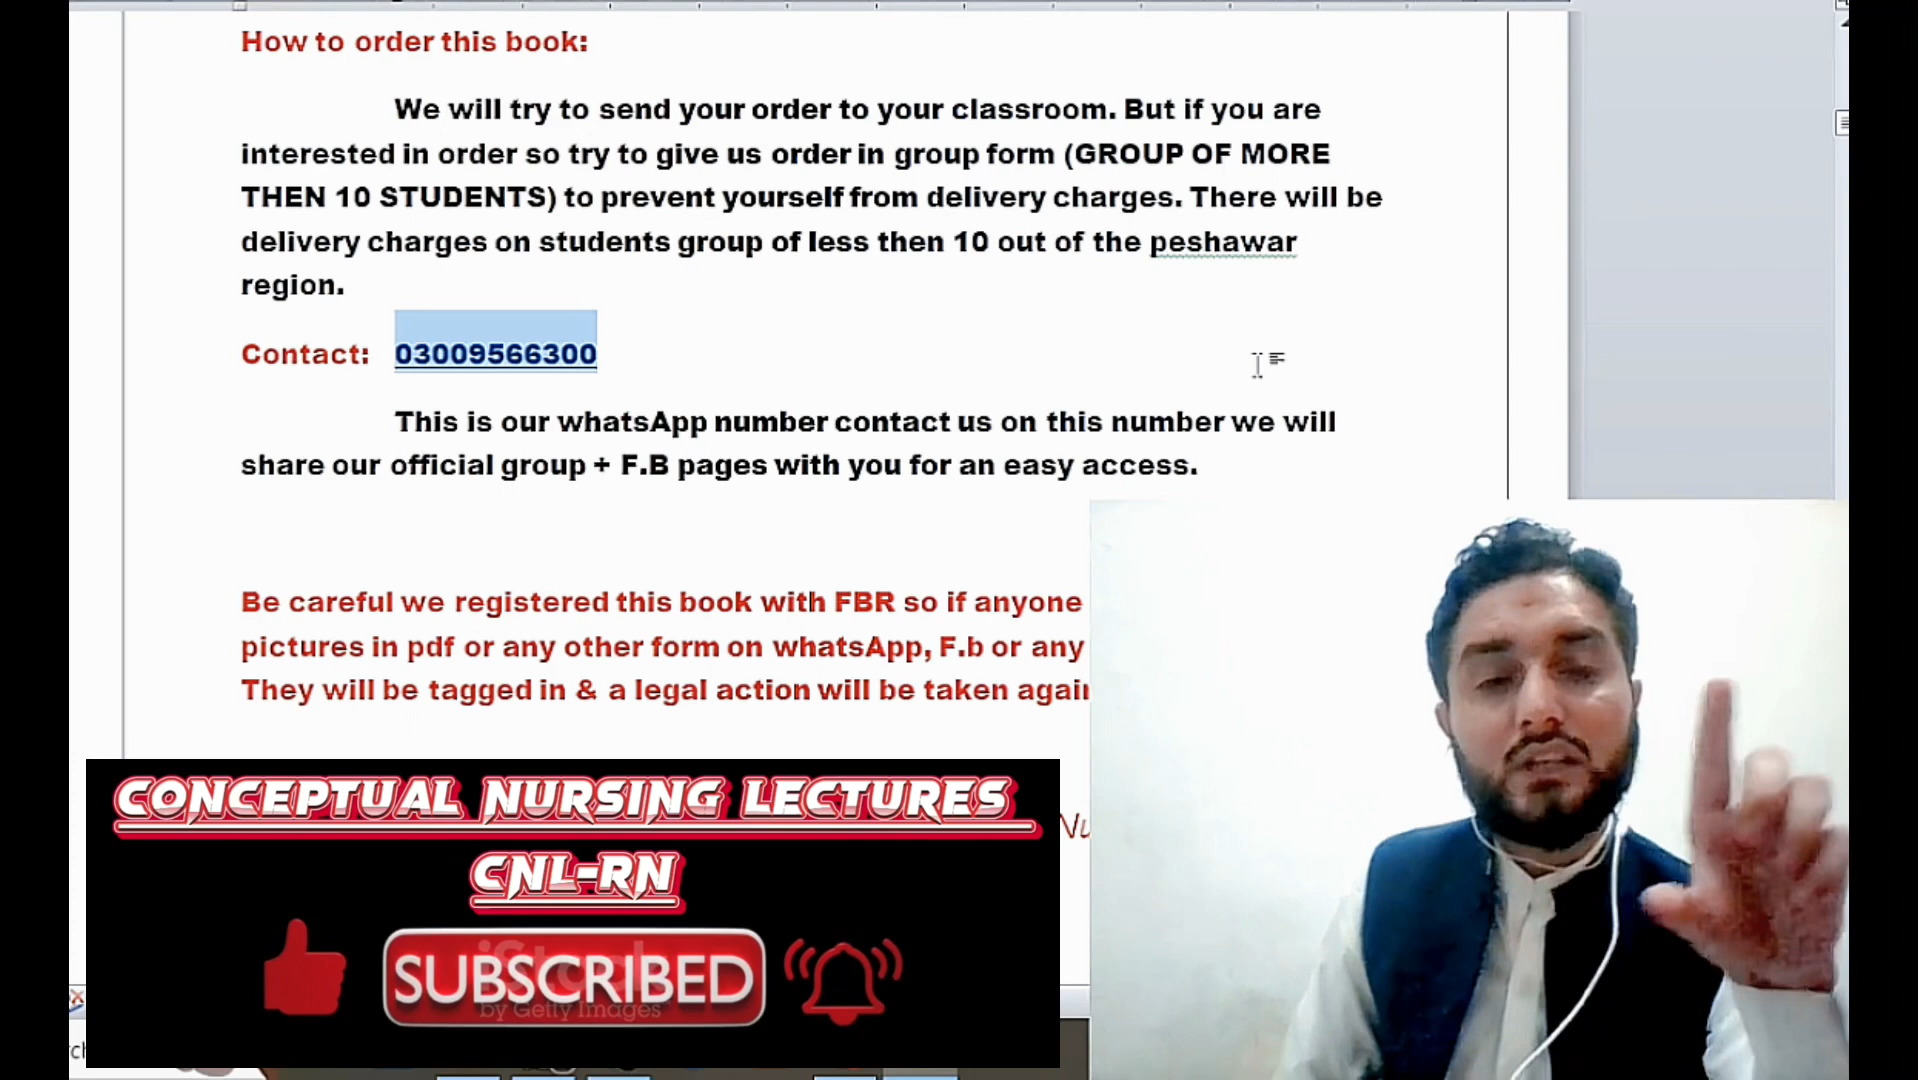 How to order this book:
We will try to send your order to your classroom. But if you are
interested in order so try to give us order in group form (GROUP OF MORE
THEN 10 STUDENTS) to prevent yourself from delivery charges. There will be
delivery charges on students group of less then 10 out of the peshawar
region.
Contact: 03009566300
This is our whatsApp number contact us on this number we will
share our official group + F.B pages with you for an easy access.
Be careful we registered this book with FBR so if anyone
pictures in pdf or any other form on whatsApp, F.b or any
They will be tagged in & a legal action will be taken agai
CONCEPTUAL NURSING LECTURES
CNL-RN
iStock
SUBSCRIBED
by Getty Images